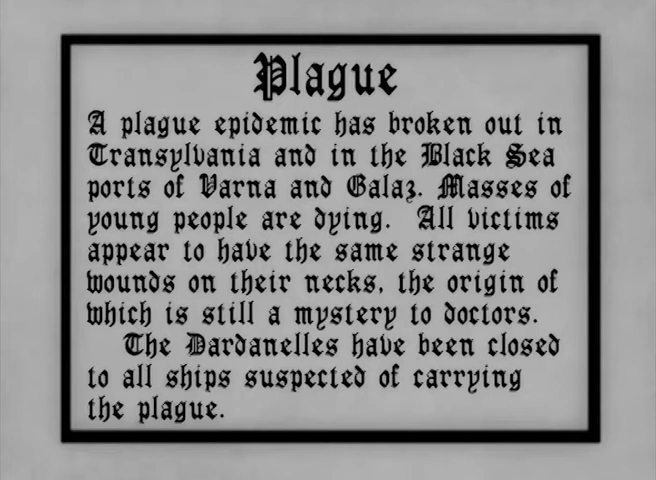 Plague
A plague epidemic has broken out in
Transylvania and in the Black Sea
ports of Varna and Galaz. Masses of
young people are dying. All victims
appear to have the same strange
wounds on their necks, the origin of
which is still a mystery to doctors.
The Dardanelles have been closed
to all ships suspected of carrying
the plague.